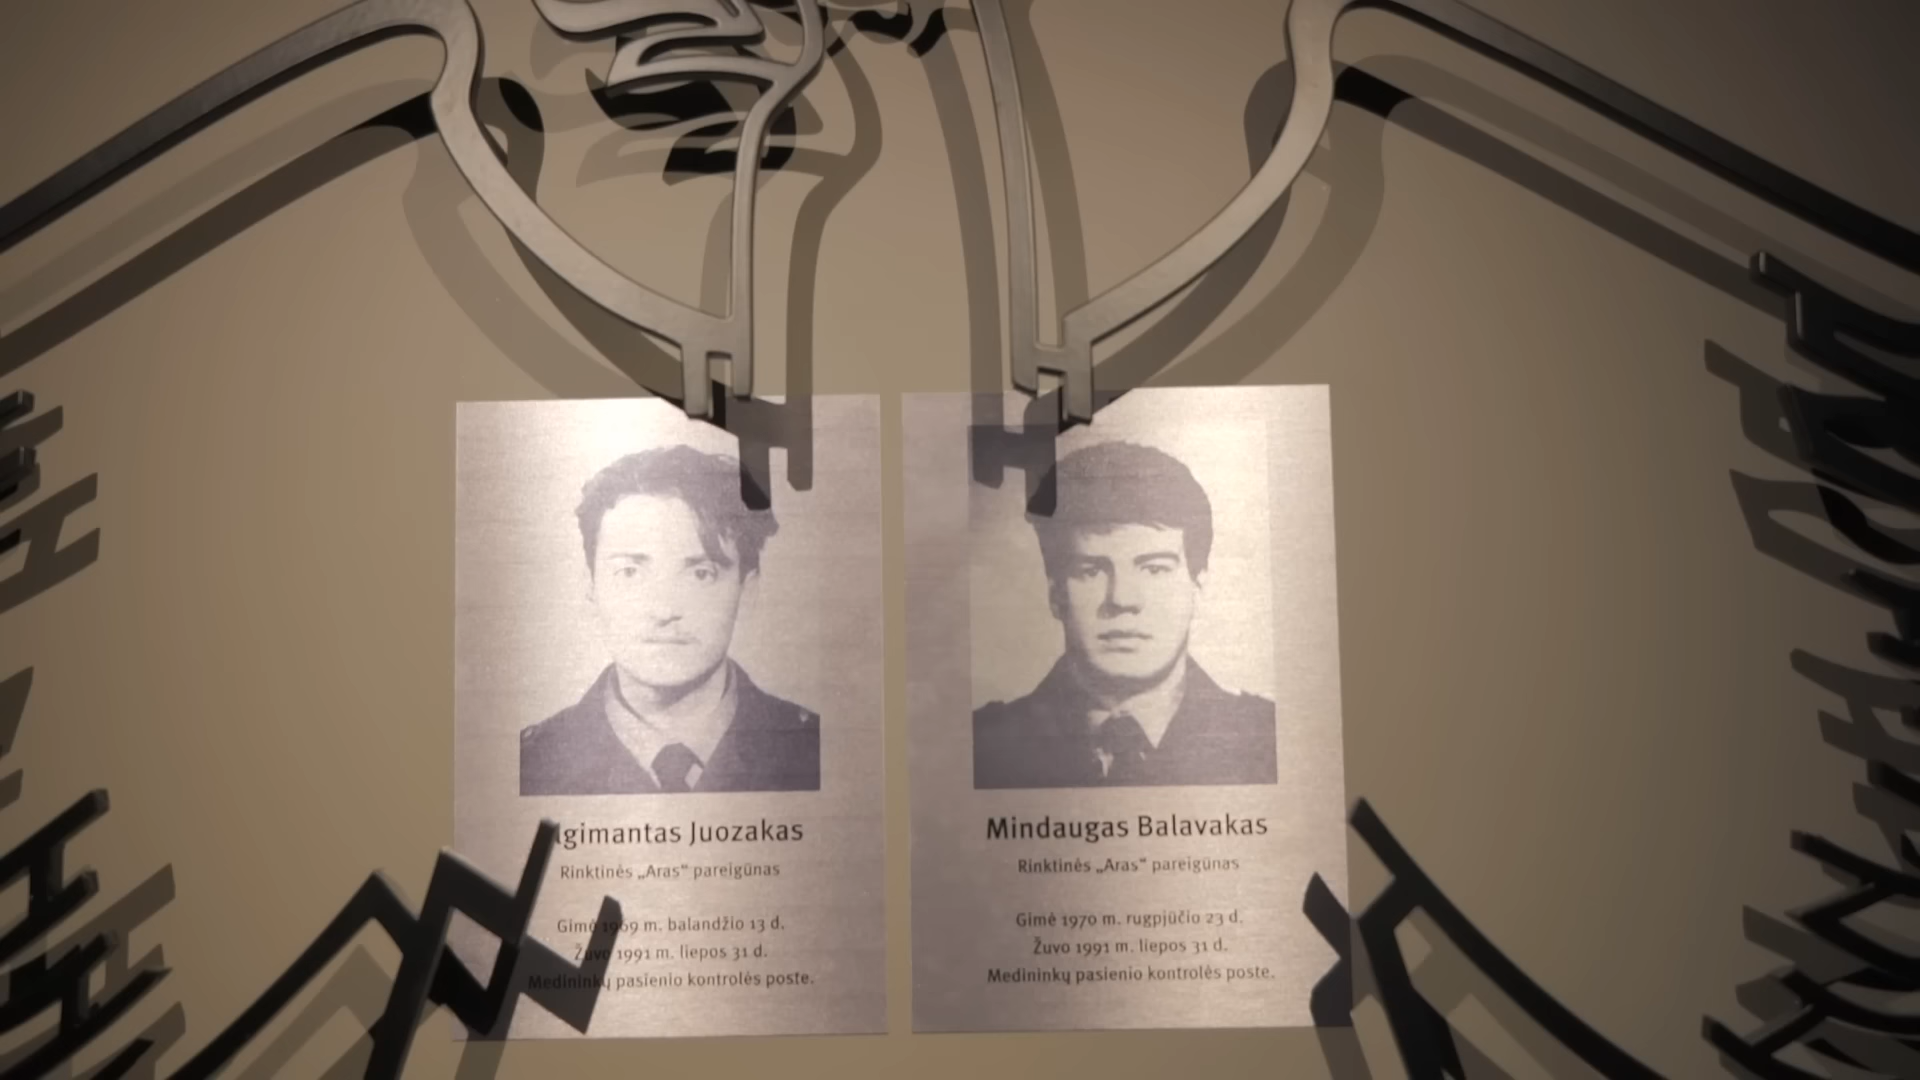 lgimantas Juozakas
Rinktinės „Aras“ pareigūnas
Gimė 1969 m. balandžio 13 d.
Žuvo 1991 m. liepos 31 d.
Medininkų pasienio kontrolės poste.
Mindaugas Balavakas
Rinktinės „Aras“ pareigūnas
Gimė 1970 m. rugpjūčio 23 d.
Žuvo 1991 m. liepos 31 d.
Medininkų pasienio kontrolės poste.